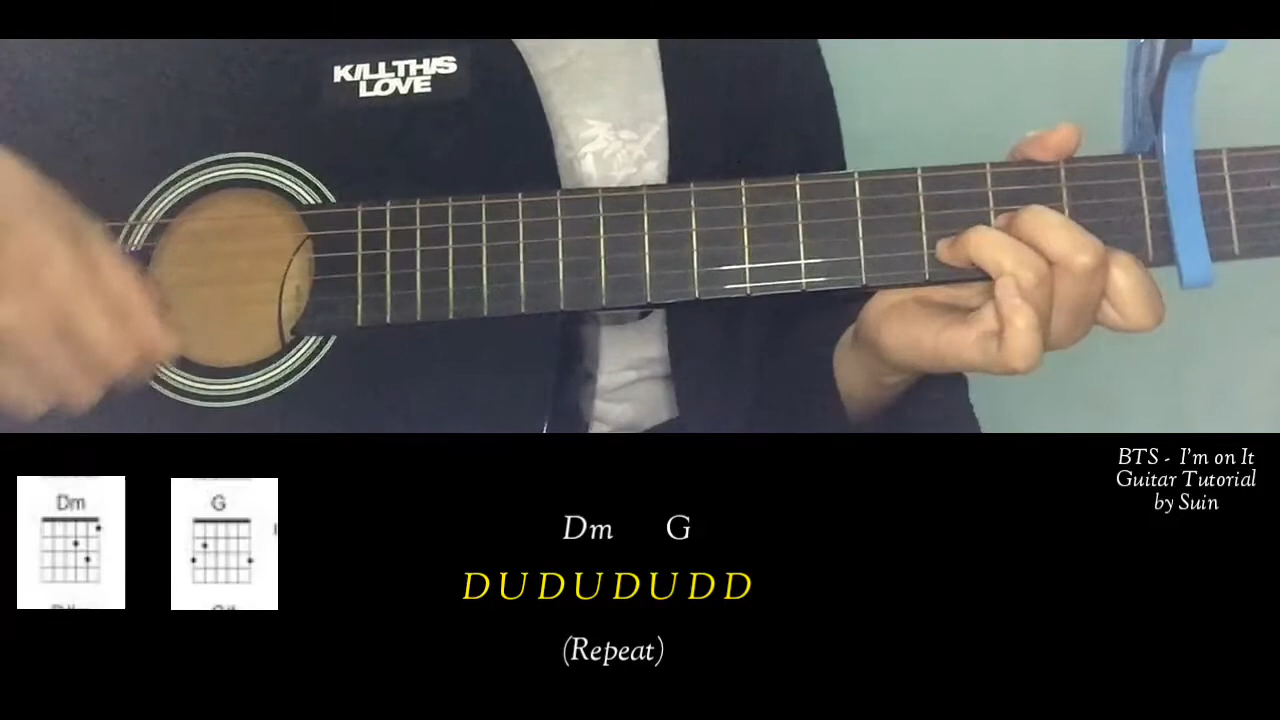 KILL THIS
LOVE
BTS - I'm on It
Guitar Tutorial
by Suin
Dm
G
Dm G
D U D U D U D D
(Repeat)